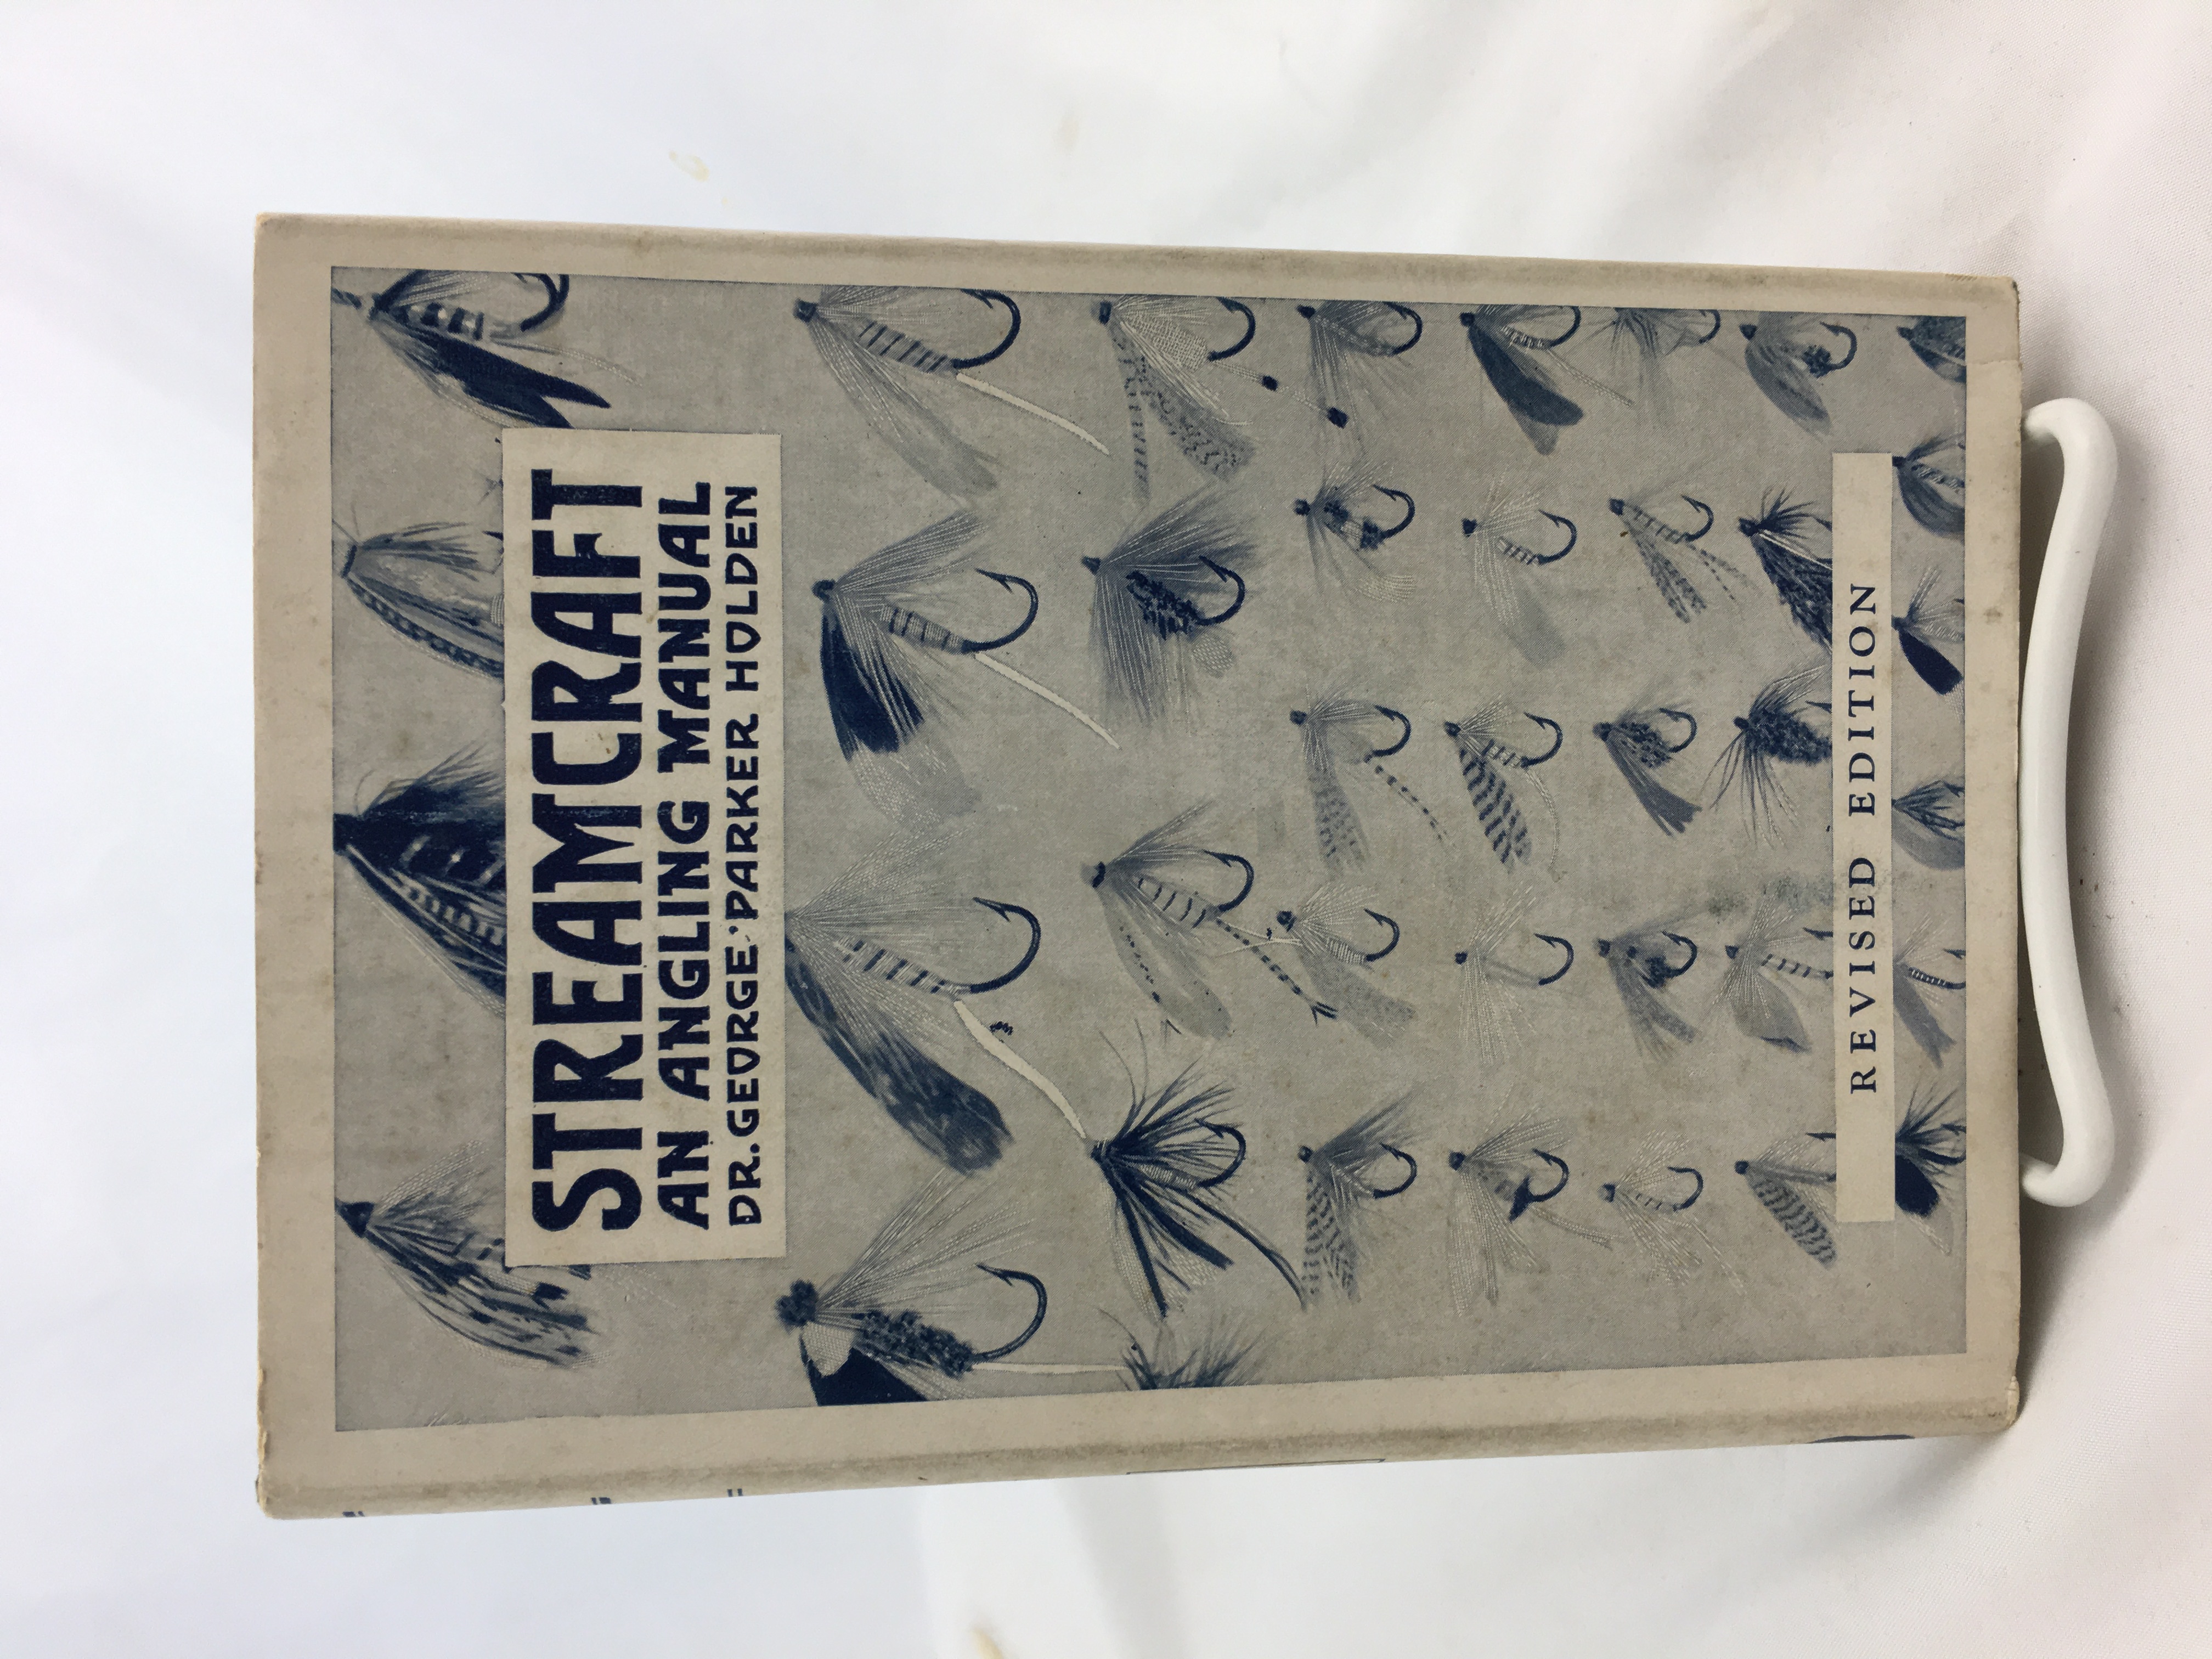 STREAMCRAFT
AN ANGLING MANUAL
DR. GEORGE PARKER HOLDEN
REVISED EDITION